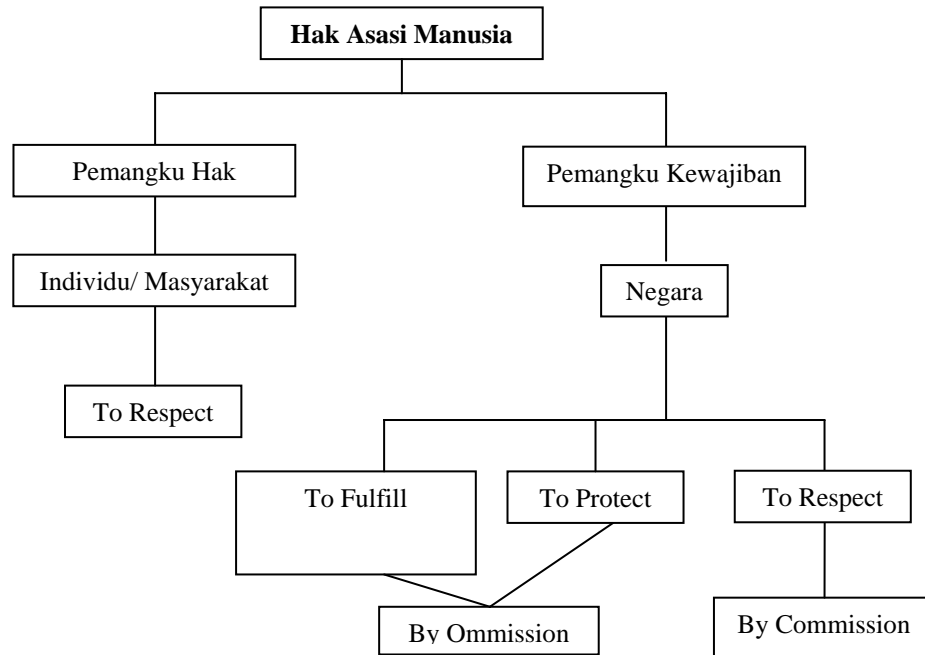 Hak Asasi Manusia
Pemangku Hak
Pemangku Kewajiban
Individu/ Masyarakat
Negara
To Respect
To Fulfill
To Protect
To Respect
By Ommission
By Commission